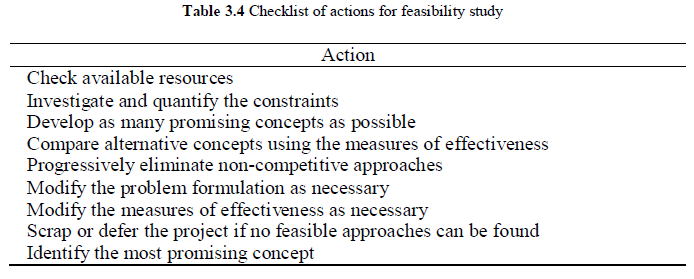 Table 3.4 Checklist of actions for feasibility study
Action
Check available resources
Investigate and quantify the constraints
Develop as many promising concepts as possible
Compare alternative concepts using the measures of effectiveness
Progressively eliminate non-competitive approaches
Modify the problem formulation as necessary
Modify the measures of effectiveness as necessary
Scrap or defer the project if no feasible approaches can be found
Identify the most promising concept